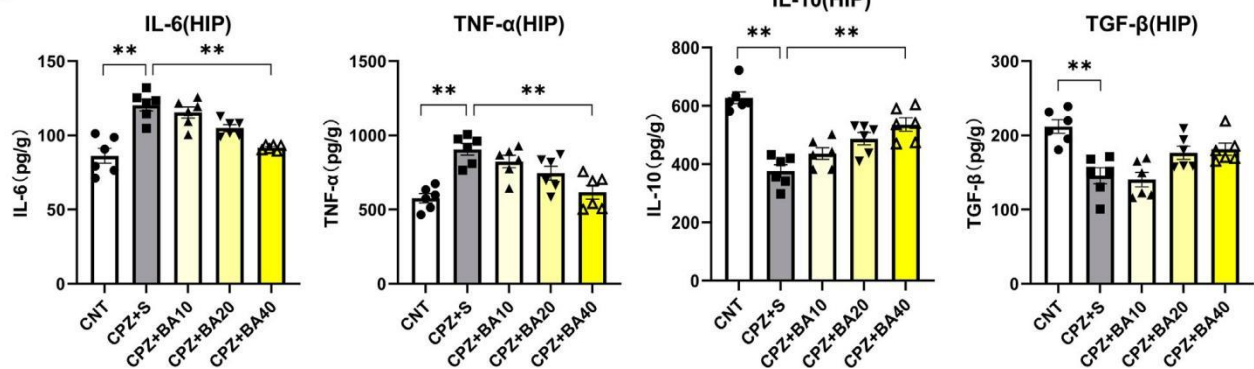 IL-6(HIP)
**
**
IL-6(pg/g)
150
100
50
0
CNT
CPZ+S
CPZ+BA10
CPZ+BA20
CPZ+BA40
TNF-α(HIP)
**
**
TNF-α(pg/g)
1500
1000
500
0
CNT
CPZ+S
CPZ+BA10
CPZ+BA20
CPZ+BA40
IL-10(HIP)
**
**
IL-10(pg/g)
800
600
400
200
0
CNT
CPZ+S
CPZ+BA10
CPZ+BA20
CPZ+BA40
TGF-β(HIP)
**
TGF-β(pg/g)
300
200
100
0
CNT
CPZ+S
CPZ+BA10
CPZ+BA20
CPZ+BA40